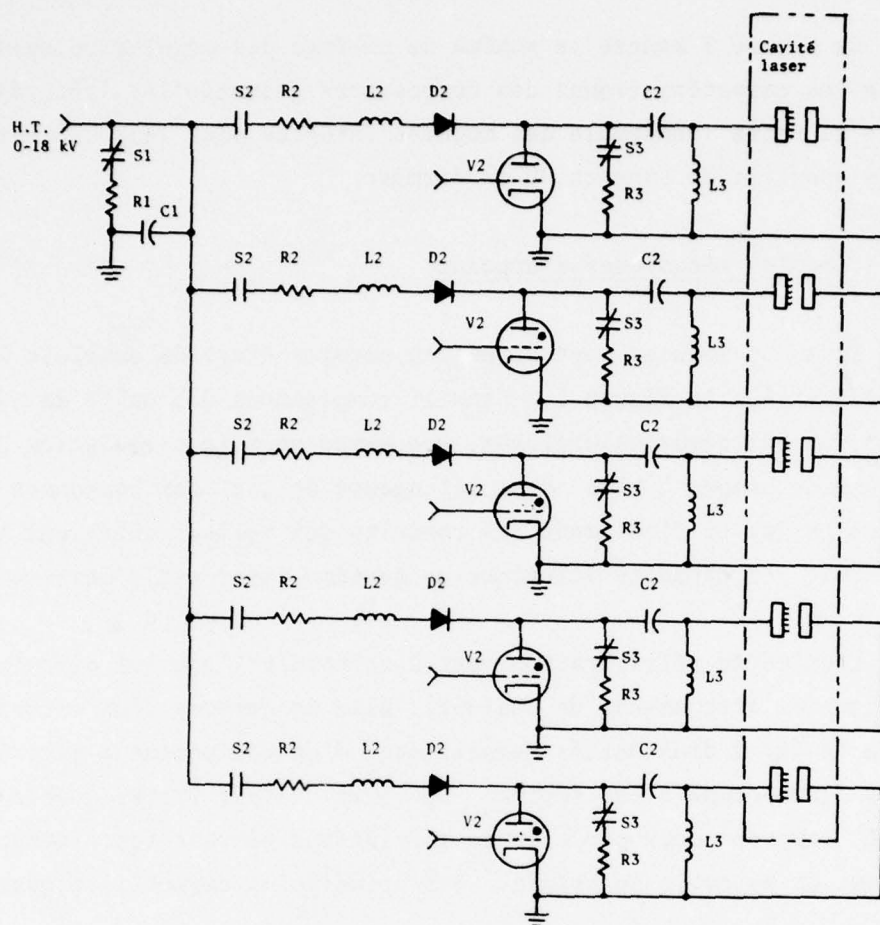 Cavité
laser
S2 R2 L2 D2 C2
H.T.
0-18 kV
S1
V2
S3
R1
C1
R3
L3
S2 R2 L2 D2 C2
V2
S3
R3
L3
S2 R2 L2 D2 C2
V2
S3
R3
L3
S2 R2 L2 D2 C2
V2
S3
R3
L3
S2 R2 L2 D2 C2
V2
S3
R3
L3